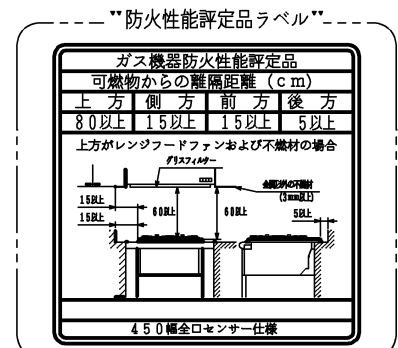 防火性能評定品ラベル
ガス機器防火性能評定品
可燃物からの離隔距離（cm）
上方 側方 前方 後方
80以上 15以上 15以上 5以上
上方がレンジフードファンおよび不燃材の場合
グリスフィルター
金属以外の不燃材
(3mm以上)
15以上
15以上
60以上
60以上
5以上
450幅全口センサー仕様